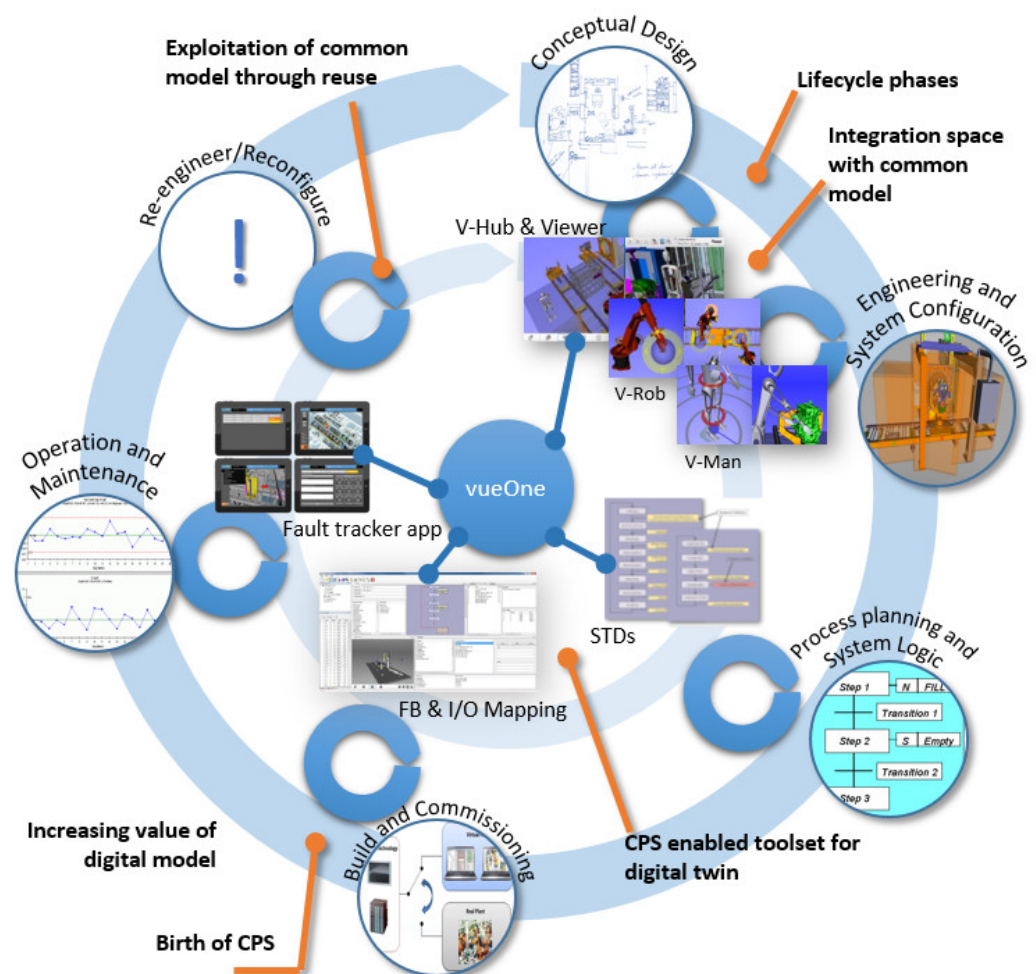 Exploitation of common
model through reuse
Conceptual Design
Lifecycle phases
Integration space
with common
model
Re-engineer/Reconfigure
V-Hub & Viewer
Engineering and
System Configuration
V-Rob
V-Man
Operation and
Maintenance
vueOne
Fault tracker app
STDs
Process planning and
System Logic
Step 1
N
FILL
Transition 1
Step 2
S
Empty
Transition 2
Step 3
FB & I/O Mapping
Increasing value of
digital model
Build and Commissioning
Virtual
Real Plant
CPS enabled toolset for
digital twin
Birth of CPS